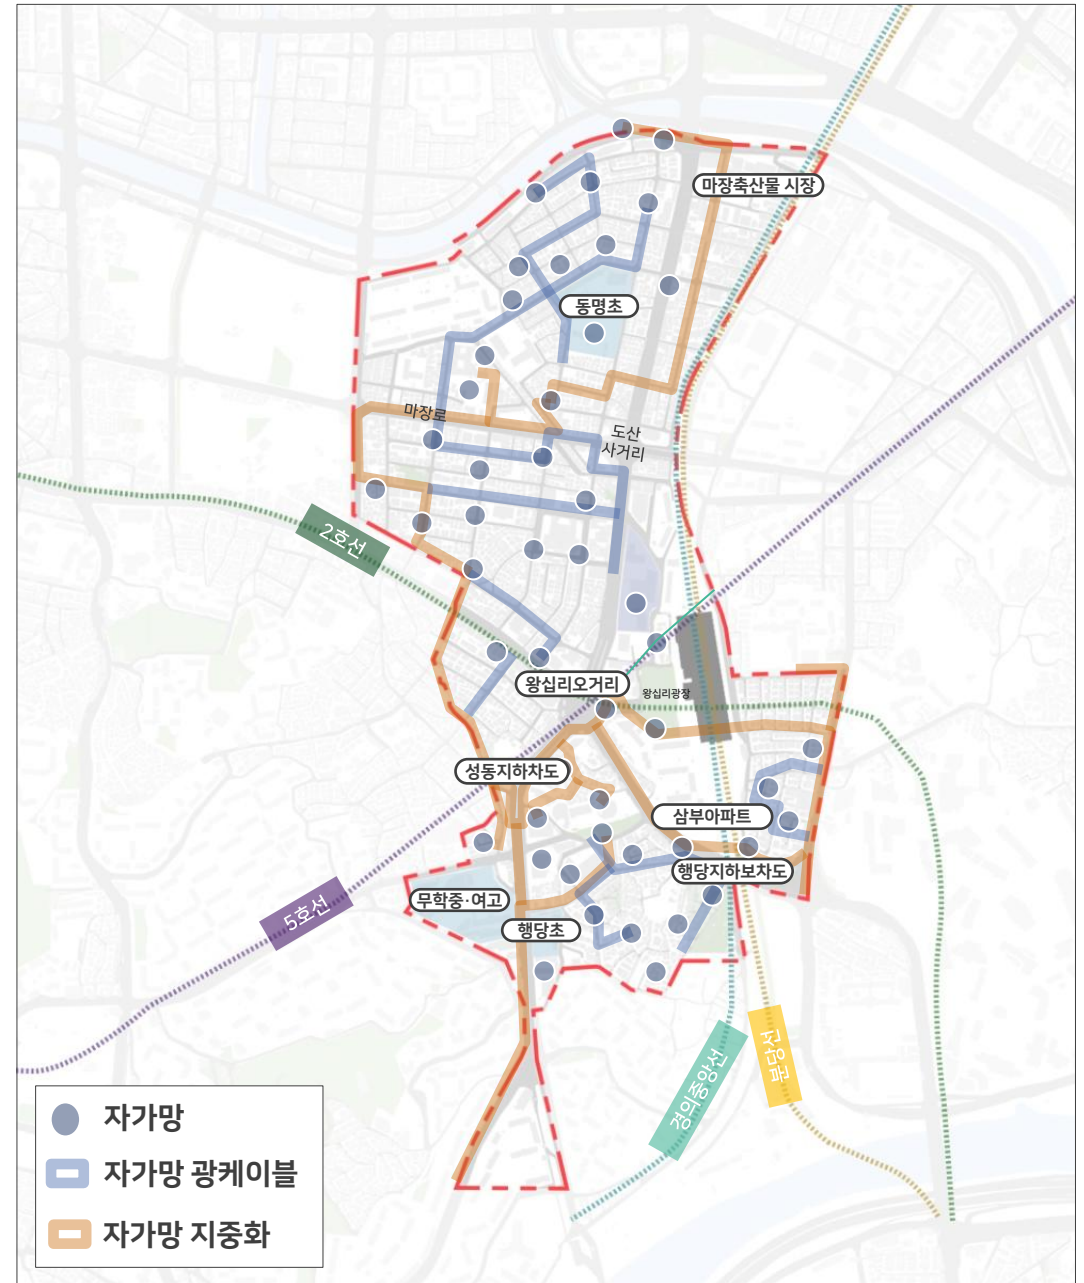 마장축산물 시장
동명초
마장로
도산
사거리
2호선
왕십리오거리
왕십리광장
성동지하차도
삼부아파트
행당지하보차도
무학중·여고
5호선
행당초
경의중앙선
분당선
자가망
자가망 광케이블
자가망 지중화